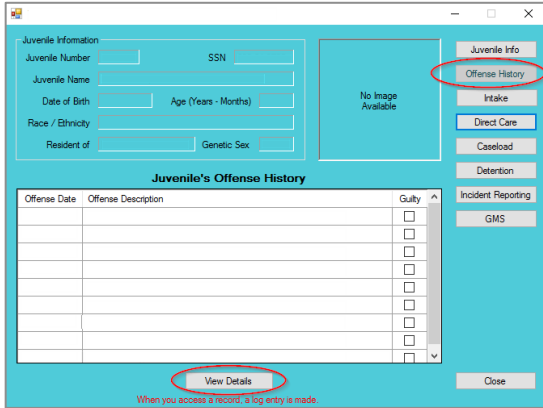 Juvenile Infomation
Juvenile Number SSN
Juvenile Name
Date of Birth Age (Years - Months)
Race / Ethnicity
Resident of Genetic Sex
No Image
Available
Juvenile Info
Offense History
Intake
Direct Care
Caseload
Detention
Incident Reporting
GMS
Juvenile's Offense History
Offense Date Offense Description Guilty
View Details
Close
When you access a record, a log entry is made.